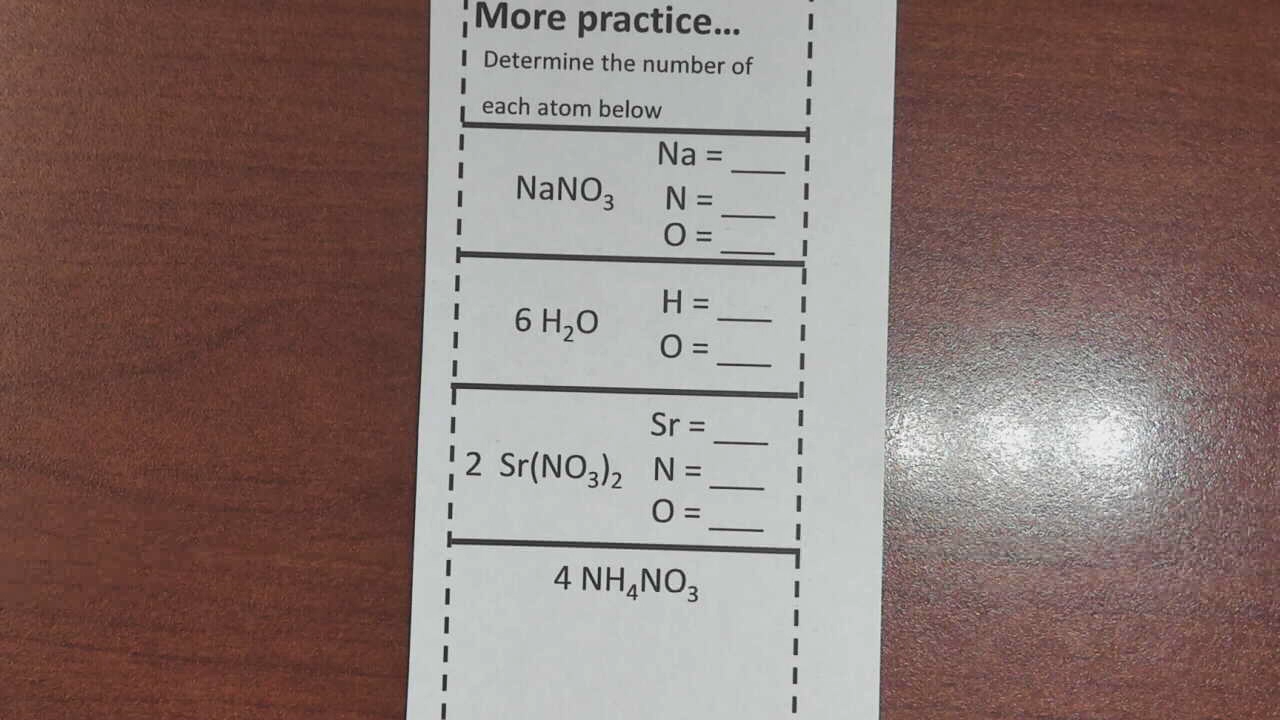 More practice...
Determine the number of
each atom below
Na = ___
NaNO₃ N = ___
O = ___
H = ___
6 H₂O
O = ___
Sr = ___
2 Sr(NO₃)₂ N = ___
O = ___
4 NH₄NO₃